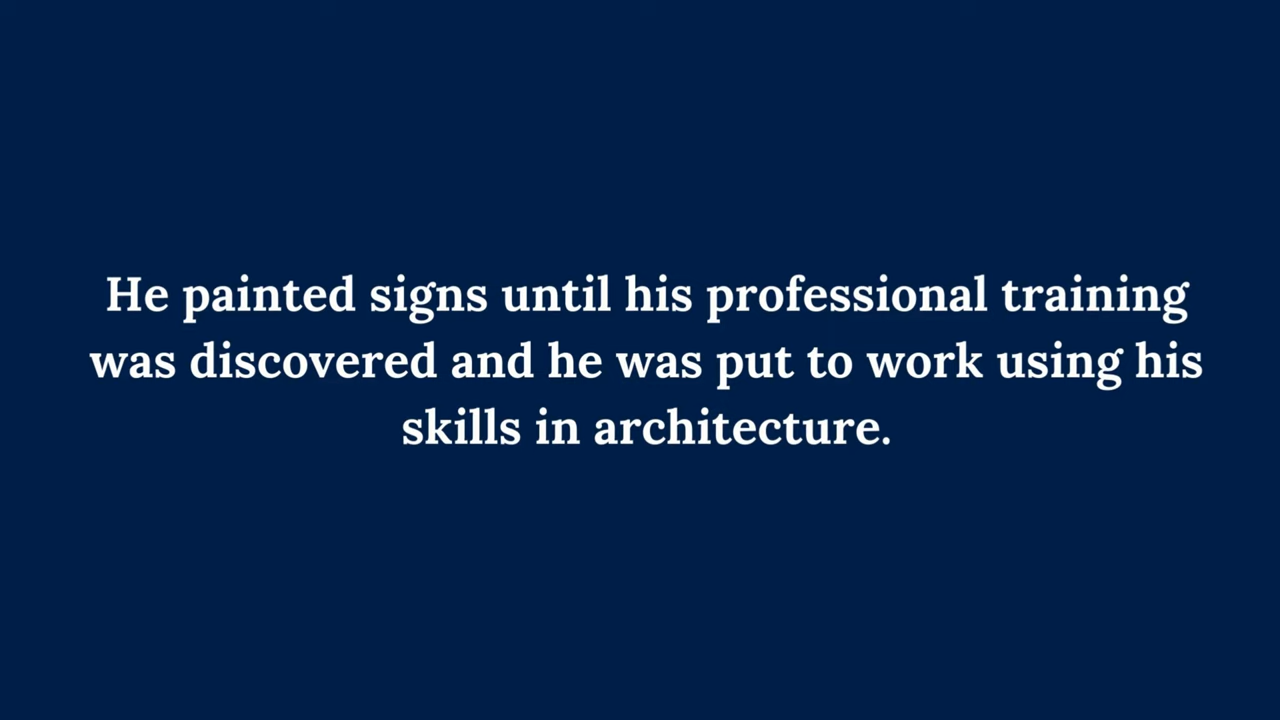 He painted signs until his professional training
was discovered and he was put to work using his
skills in architecture.